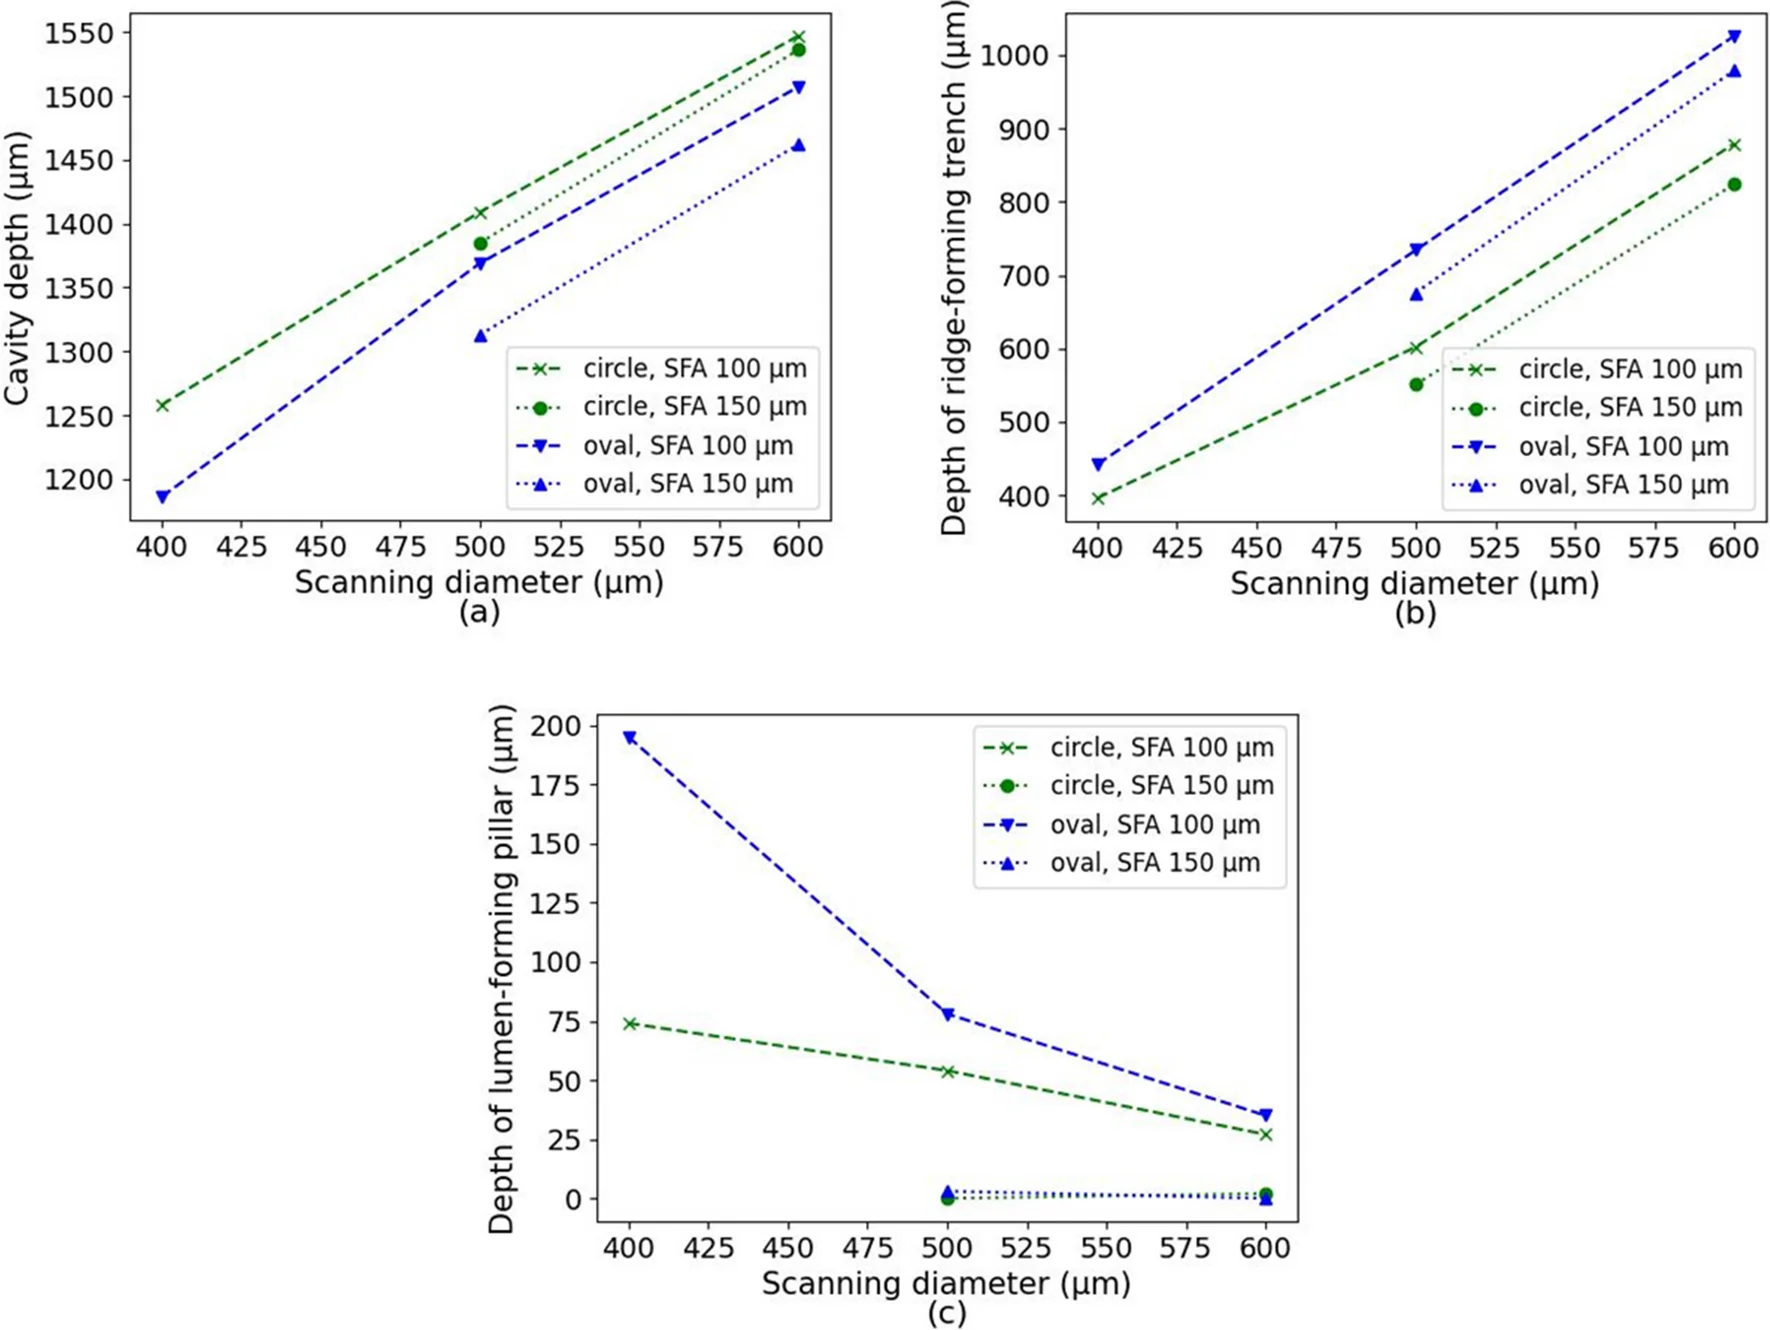 Cavity depth (μm)
1550
1500
1450
1400
1350
1300
1250
1200
circle, SFA 100 μm
circle, SFA 150 μm
oval, SFA 100 μm
oval, SFA 150 μm
400 425 450 475 500 525 550 575 600
Scanning diameter (μm)
(a)
Depth of ridge-forming trench (μm)
1000
900
800
700
600
500
400
circle, SFA 100 μm
circle, SFA 150 μm
oval, SFA 100 μm
oval, SFA 150 μm
400 425 450 475 500 525 550 575 600
Scanning diameter (μm)
(b)
Depth of lumen-forming pillar (μm)
200
175
150
125
100
75
50
25
0
circle, SFA 100 μm
circle, SFA 150 μm
oval, SFA 100 μm
oval, SFA 150 μm
400 425 450 475 500 525 550 575 600
Scanning diameter (μm)
(c)